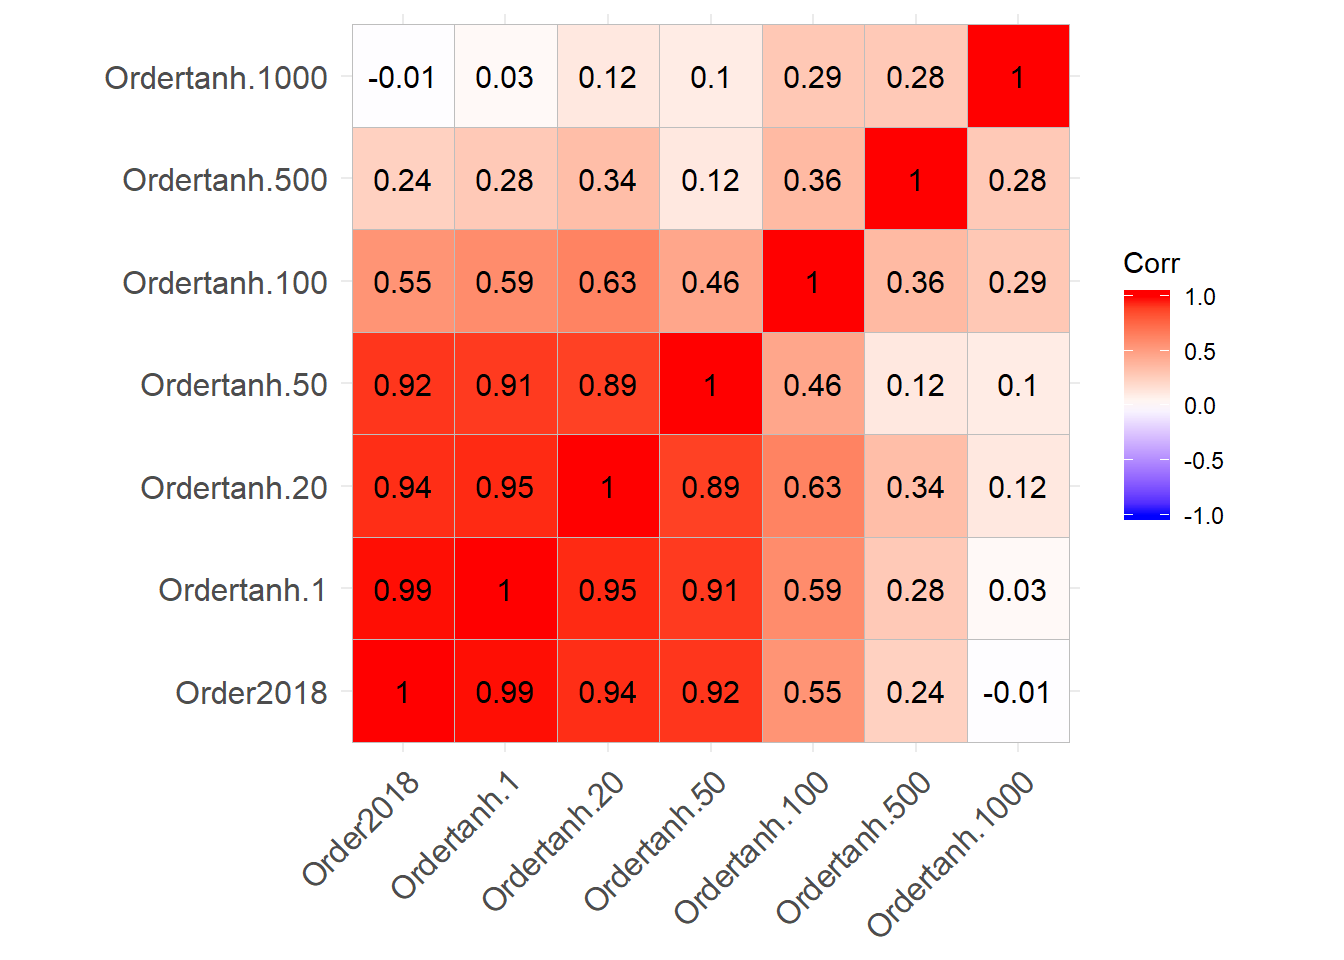 Ordertanh.1000 -0.01 0.03 0.12 0.1 0.29 0.28 1
Ordertanh.500 0.24 0.28 0.34 0.12 0.36 1 0.28
Ordertanh.100 0.55 0.59 0.63 0.46 1 0.36 0.29
Ordertanh.50 0.92 0.91 0.89 1 0.46 0.12 0.1
Ordertanh.20 0.94 0.95 1 0.89 0.63 0.34 0.12
Ordertanh.1 0.99 1 0.95 0.91 0.59 0.28 0.03
Order2018 1 0.99 0.94 0.92 0.55 0.24 -0.01
Order2018
Ordertanh.1
Ordertanh.20
Ordertanh.50
Ordertanh.100
Ordertanh.500
Ordertanh.1000
Corr
1.0
0.5
0.0
-0.5
-1.0